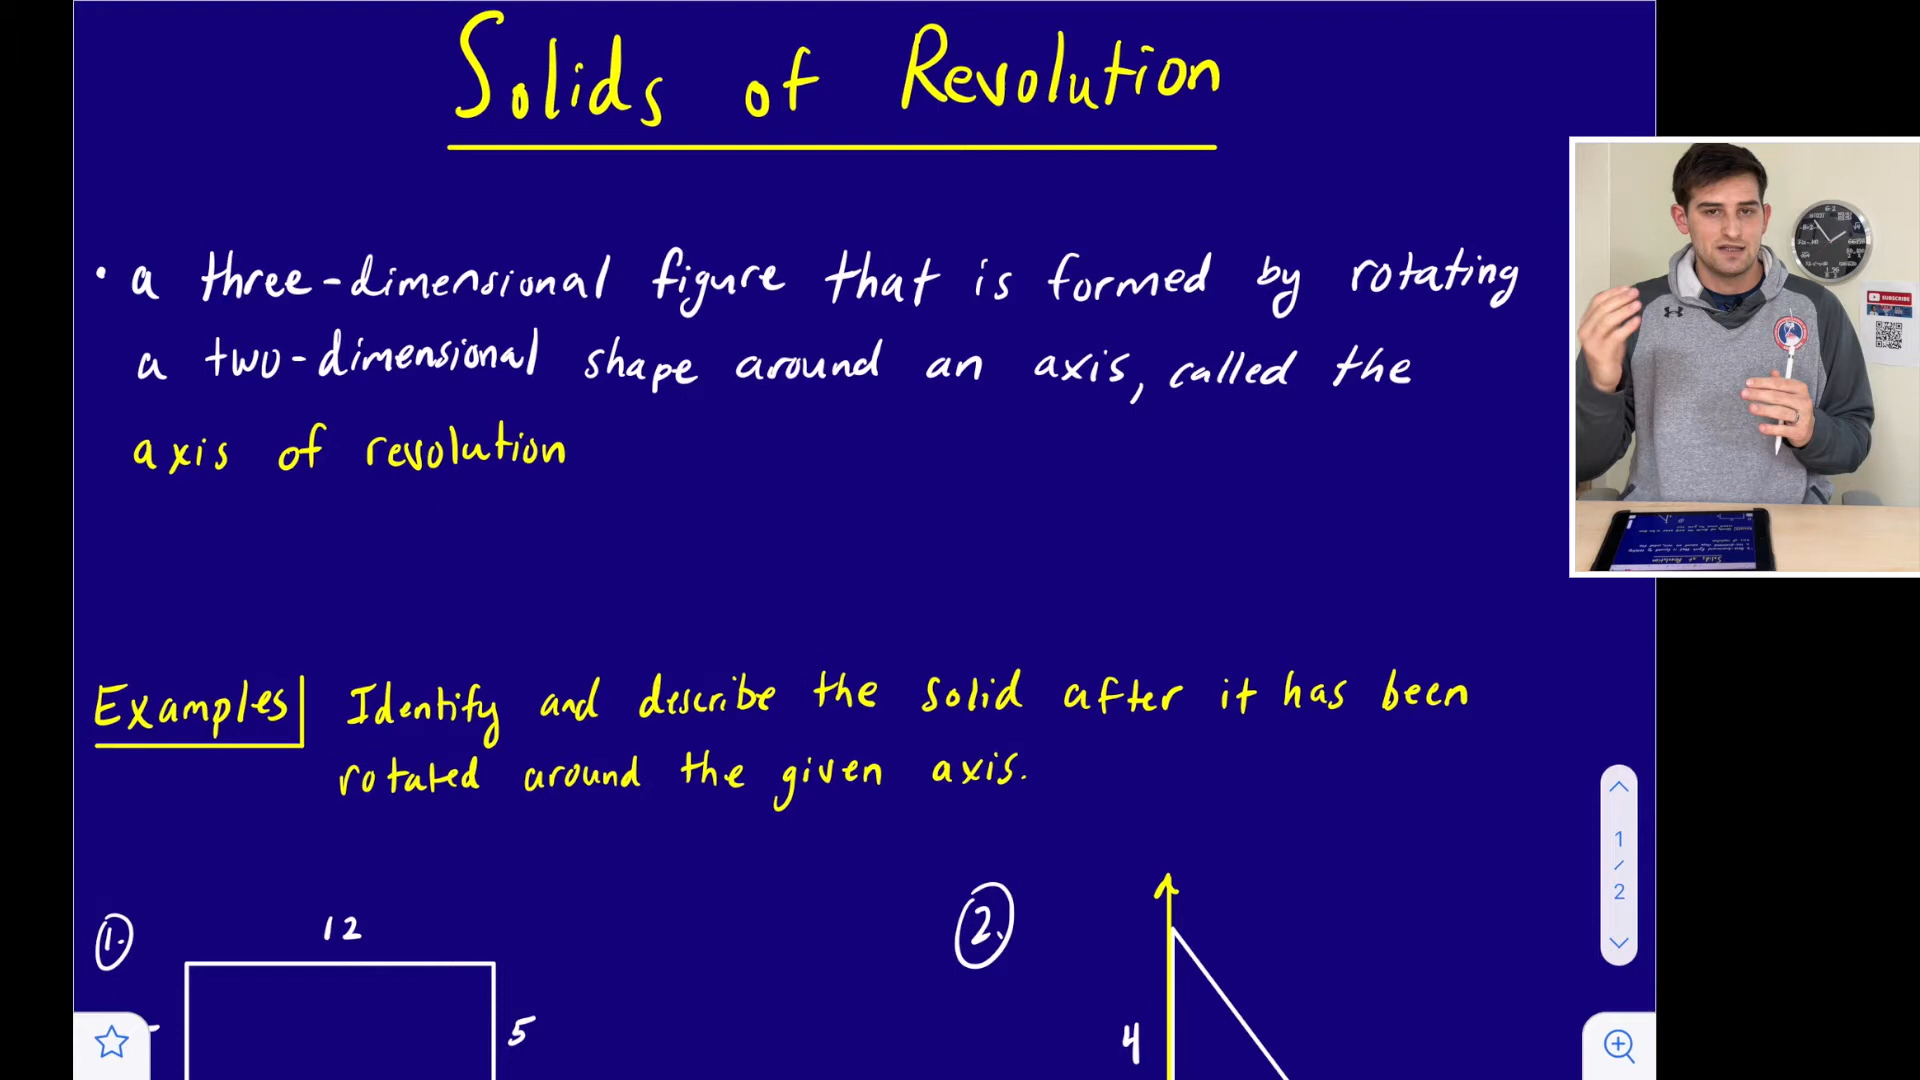 Solids of Revolution
• a three-dimensional figure that is formed by rotating
a two-dimensional shape around an axis, called the
axis of revolution
Examples Identify and describe the solid after it has been
rotated around the given axis.
1.
12
5
2.
4
1
/
2
SUBSCRIBE